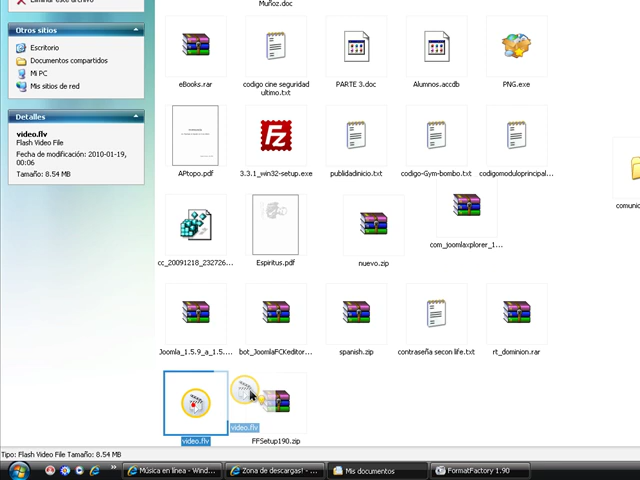 Eliminar este archivo
Otros sitios
Escritorio
Documentos compartidos
Mi PC
Mis sitios de red
Detalles
video.flv
Flash Video File
Fecha de modificación: 2010-01-19,
00:06
Tamaño: 8.54 MB
Muñoz.doc
eBooks.rar
codigo cine seguridad
ultimo.txt
PARTE 3.doc
Alumnos.accdb
PNG.exe
APtopo.pdf
3.3.1_win32-setup.exe
publidadinicio.txt
codigo-Gym-bombo.txt
codigomoduloprincipal...
comunic
cc_20091218_232726...
Espiritus.pdf
nuevo.zip
com_joomlaxplorer_1...
Joomla_1.5.9_a_1.5....
bot_JoomlaFCKeditor...
spanish.zip
contraseña secon life.txt
rt_dominion.rar
video.flv
video.flv
FFSetup190.zip
Tipo: Flash Video File Tamaño: 8.54 MB
Música en línea - Wind...
Zona de descargas! - ...
Mis documentos
FormatFactory 1.90